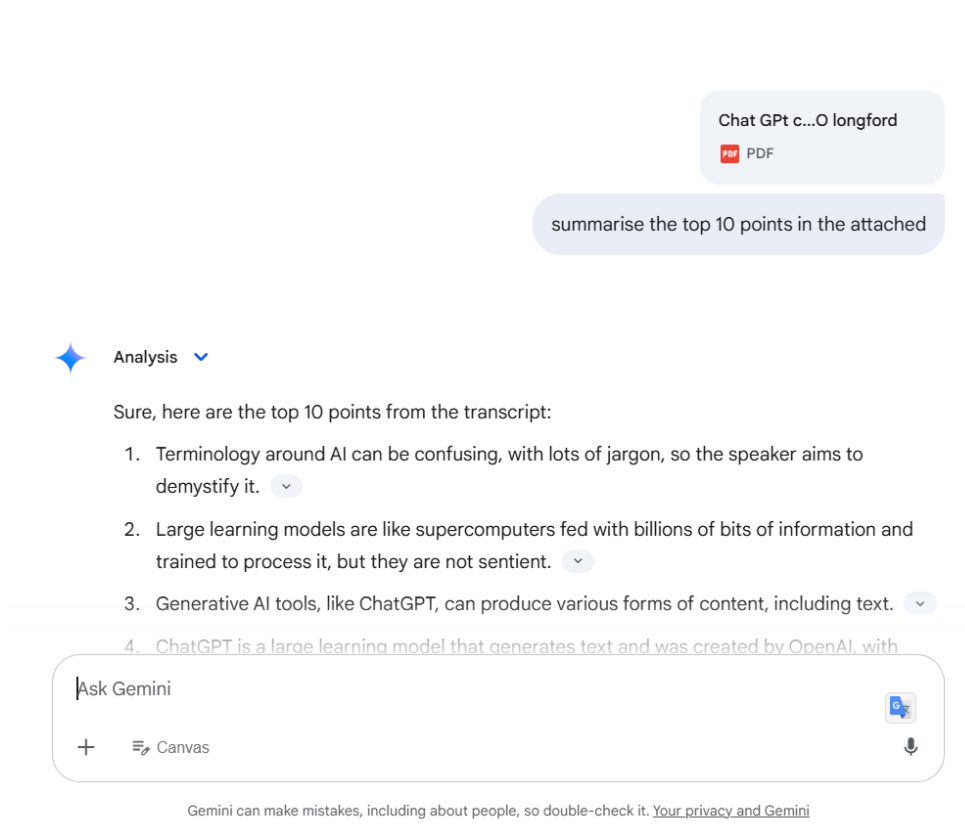 Chat GPt c...O longford
PDF PDF
summarise the top 10 points in the attached
Analysis
Sure, here are the top 10 points from the transcript:
1. Terminology around AI can be confusing, with lots of jargon, so the speaker aims to
demystify it.
2. Large learning models are like supercomputers fed with billions of bits of information and
trained to process it, but they are not sentient.
3. Generative AI tools, like ChatGPT, can produce various forms of content, including text.
4. ChatGPT is a large learning model that generates text and was created by OpenAI, with
Ask Gemini
G
Canvas
Gemini can make mistakes, including about people, so double-check it. Your privacy and Gemini